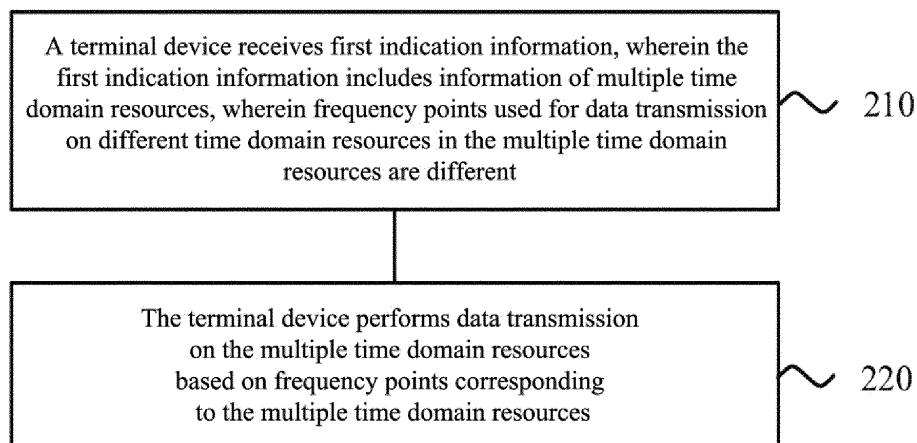 A terminal device receives first indication information, wherein the
first indication information includes information of multiple time
domain resources, wherein frequency points used for data transmission
on different time domain resources in the multiple time domain
resources are different
210
The terminal device performs data transmission
on the multiple time domain resources
based on frequency points corresponding
to the multiple time domain resources
220